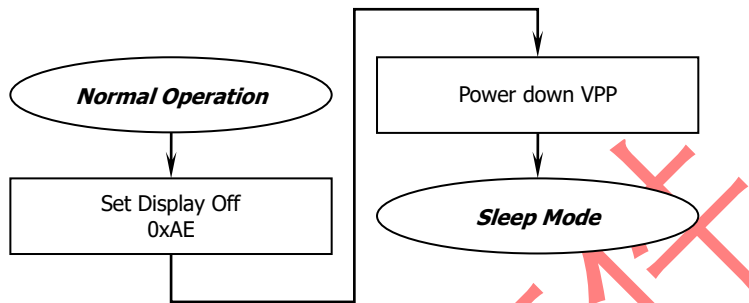 Normal Operation
Set Display Off
0xAE
Power down VPP
Sleep Mode